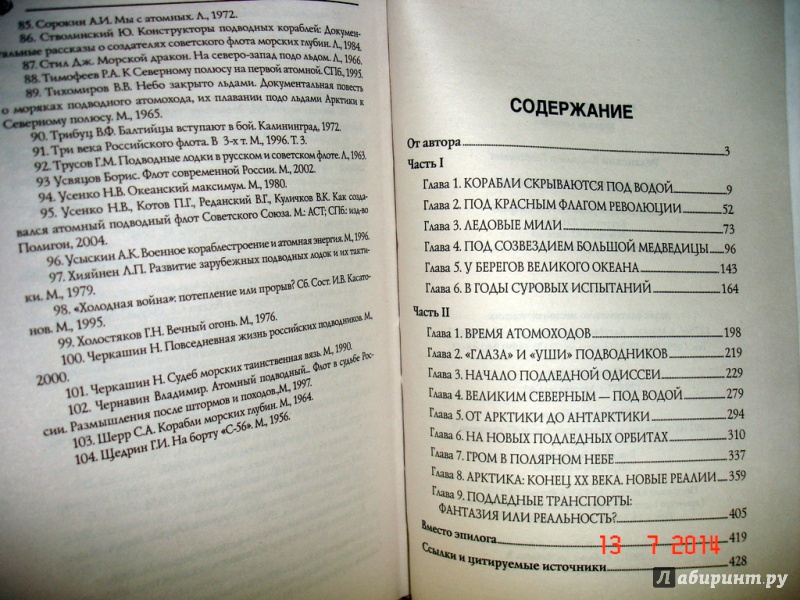 85. Сорокин А.И. Мы с атомных. Л., 1972.
86. Стволинский Ю. Конструкторы подводных кораблей: Докумен-
тальные рассказы о создателях советского флота морских глубин. Л., 1984.
87. Стил Дж. Морской дракон. На северо-запад подо льдом. Л., 1966.
88. Тимофеев Р.А. К Северному полюсу на первой атомной. СПб., 1995.
89. Тихомиров В.В. Небо закрыто льдами. Документальная повесть
о моряках подводного атомохода, их плавании подо льдами Арктики к
Северному полюсу. М., 1965.
90. Трибуц В.Ф. Балтийцы вступают в бой. Калининград, 1972.
91. Три века Российского флота. В 3-х т. М., 1996. Т. 3.
92. Трусов Г.М. Подводные лодки в русском и советском флоте. Л., 1963.
93 Усвяцов Борис. Флот современной России. М., 2002.
94. Усенко Н.В. Океанский максимум. М., 1980.
95. Усенко Н.В., Котов П.Г., Реданский В.Г., Куличков В.К. Как созда-
вался атомный подводный флот Советского Союза. М.: АСТ; СПб: изд-во
Полигон, 2004.
96. Усыскин А.К. Военное кораблестроение и атомная энергия. М., 1996.
97. Хияйнен Л.П. Развитие зарубежных подводных лодок и их такти-
ки. М., 1979.
98. «Холодная война»: потепление или прорыв? Сб. Сост. И.В. Касато-
нов. М., 1995.
99. Холостяков Г.Н. Вечный огонь. М., 1976.
100. Черкашин Н. Повседневная жизнь российских подводников. М.,
2000.
101. Черкашин Н. Судеб морских таинственная вязь. М., 1990.
102. Чернавин Владимир. Атомный подводный... Флот в судьбе Рос-
сии. Размышления после штормов и походов., М., 1997.
103. Шерр С.А. Корабли морских глубин. М., 1964.
104. Щедрин Г.И. На борту «С-56». М., 1956.
СОДЕРЖАНИЕ
От автора 3
Часть I
Глава 1. КОРАБЛИ СКРЫВАЮТСЯ ПОД ВОДОЙ 9
Глава 2. ПОД КРАСНЫМ ФЛАГОМ РЕВОЛЮЦИИ 52
Глава 3. ЛЕДОВЫЕ МИЛИ 73
Глава 4. ПОД СОЗВЕЗДИЕМ БОЛЬШОЙ МЕДВЕДИЦЫ 96
Глава 5. У БЕРЕГОВ ВЕЛИКОГО ОКЕАНА 143
Глава 6. В ГОДЫ СУРОВЫХ ИСПЫТАНИЙ 164
Часть II
Глава 1. ВРЕМЯ АТОМОХОДОВ 198
Глава 2. «ГЛАЗА» И «УШИ» ПОДВОДНИКОВ 219
Глава 3. НАЧАЛО ПОДЛЕДНОЙ ОДИССЕИ 229
Глава 4. ВЕЛИКИМ СЕВЕРНЫМ — ПОД ВОДОЙ 279
Глава 5. ОТ АРКТИКИ ДО АНТАРКТИКИ 294
Глава 6. НА НОВЫХ ПОДЛЕДНЫХ ОРБИТАХ 310
Глава 7. ГРОМ В ПОЛЯРНОМ НЕБЕ 337
Глава 8. АРКТИКА: КОНЕЦ XX ВЕКА. НОВЫЕ РЕАЛИИ 359
Глава 9. ПОДЛЕДНЫЕ ТРАНСПОРТЫ:
ФАНТАЗИЯ ИЛИ РЕАЛЬНОСТЬ? 405
Вместо эпилога 419
Ссылки и цитируемые источники 428
13 7 2014
Лабиринт.ру